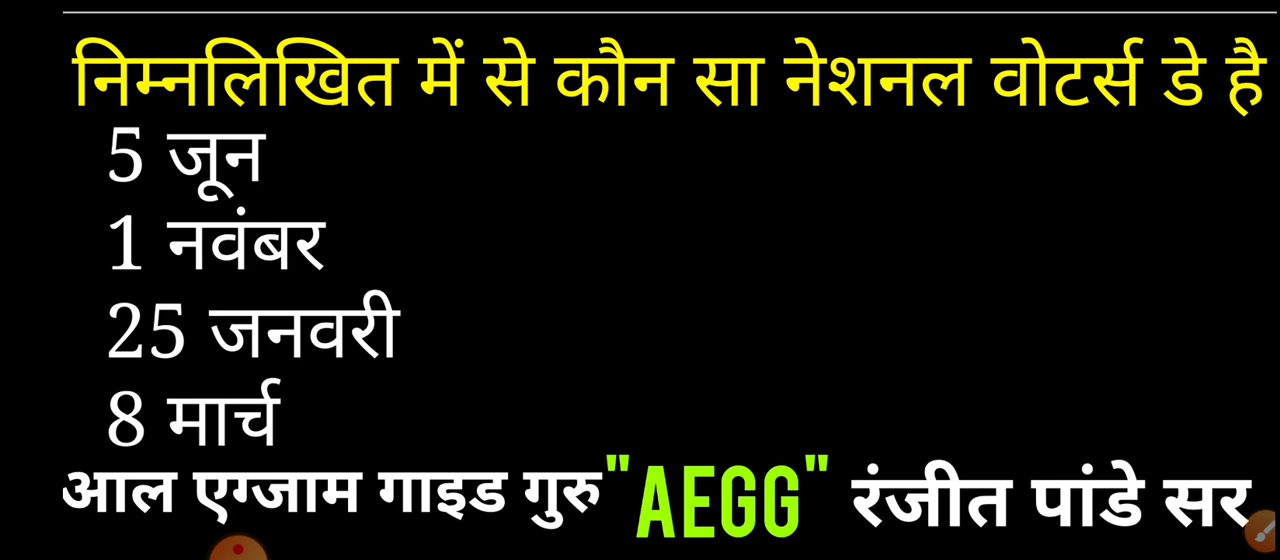 निम्नलिखित में से कौन सा नेशनल वोटर्स डे है
5 जून
1 नवंबर
25 जनवरी
8 मार्च
आल एग्जाम गाइड गुरु "AEGG" रंजीत पांडे सर